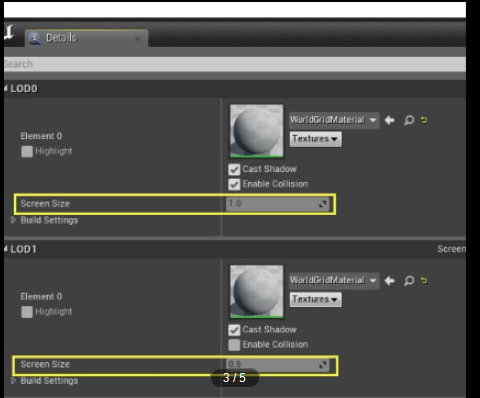 Details
Search
LOD0
WorldGridMaterial
Textures
Element 0
Highlight
Cast Shadow
Enable Collision
Screen Size
1.0
Build Settings
LOD1
Screen
WorldGridMaterial
Textures
Element 0
Highlight
Cast Shadow
Enable Collision
Screen Size
0.5
3/5
Build Settings